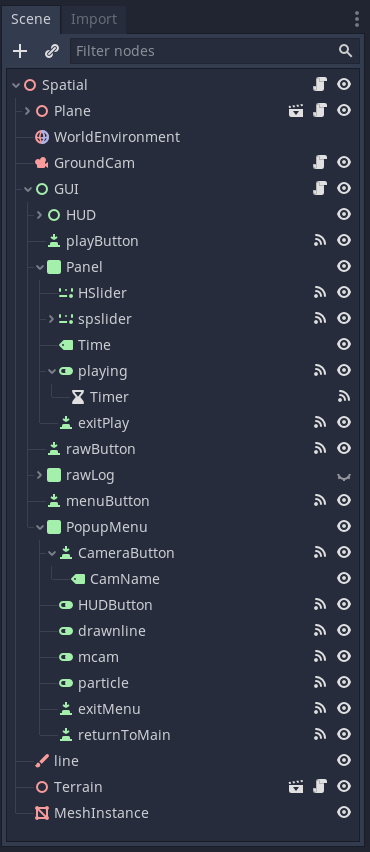 Scene Import
Filter nodes
Spatial
Plane
WorldEnvironment
GroundCam
GUI
HUD
playButton
Panel
HSlider
spslider
Time
playing
Timer
exitPlay
rawButton
rawLog
menuButton
PopupMenu
CameraButton
CamName
HUDButton
drawnline
mcam
particle
exitMenu
returnToMain
line
Terrain
MeshInstance